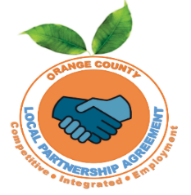 ORANGE COUNTY
LOCAL PARTNERSHIP AGREEMENT
Competitive • Integrated • Employment